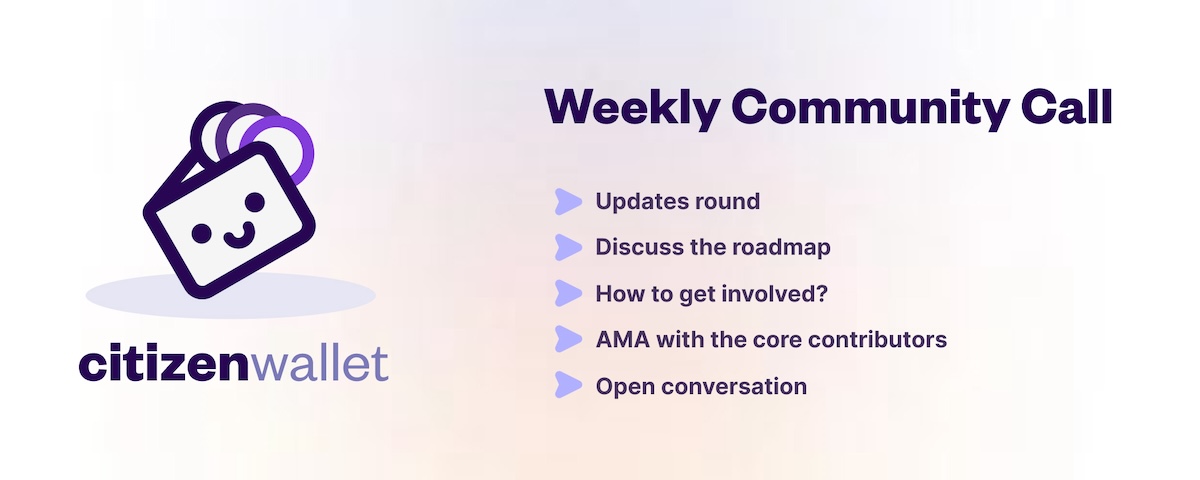 citizenwallet
Weekly Community Call
Updates round
Discuss the roadmap
How to get involved?
AMA with the core contributors
Open conversation